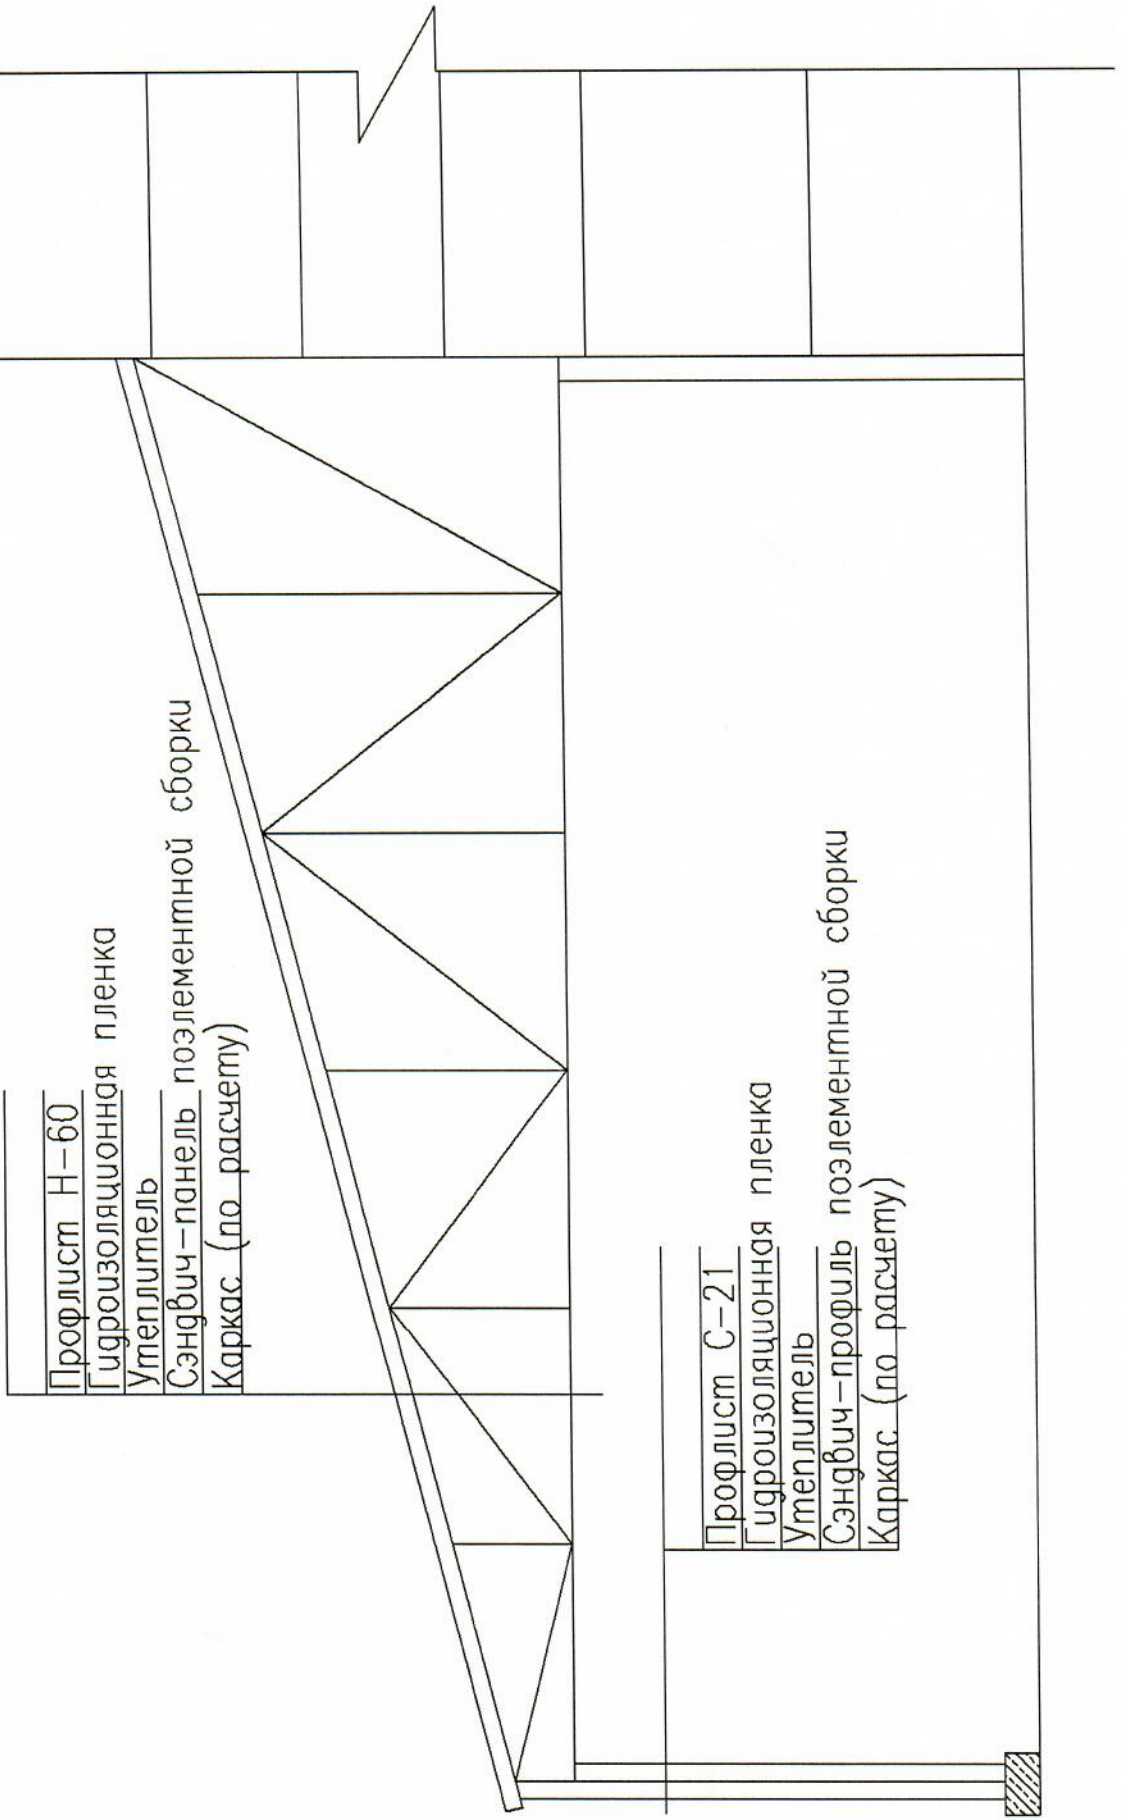 Профлист Н-60
Гидроизоляционная пленка
Утеплитель
Сэндвич-панель поэлементной сборки
Каркас (по расчету)
Профлист С-21
Гидроизоляционная пленка
Утеплитель
Сэндвич-профиль поэлементной сборки
Каркас (по расчету)